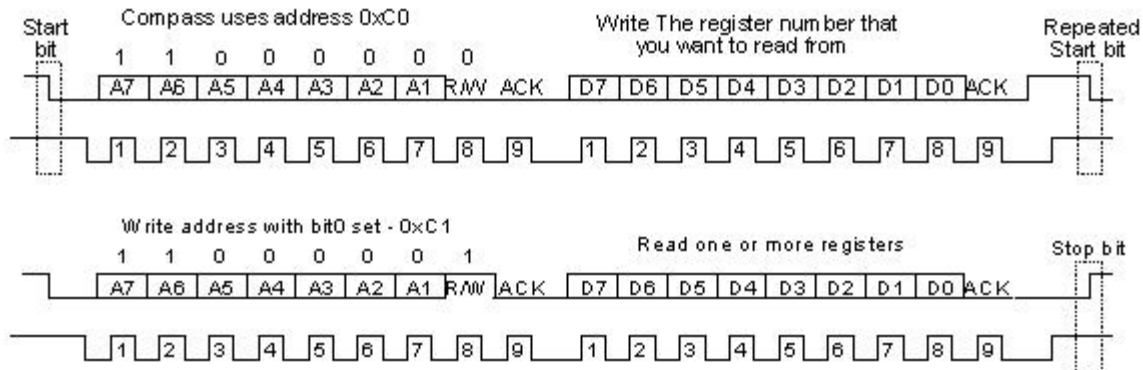 Compass uses address 0xC0
Write The register number that
you want to read from
Start
bit
Repeated
Start bit
1 1 0 0 0 0 0 0
A7 A6 A5 A4 A3 A2 A1 R/W ACK D7 D6 D5 D4 D3 D2 D1 D0 ACK
1 2 3 4 5 6 7 8 9 1 2 3 4 5 6 7 8 9
Write address with bit0 set - 0xC1
Read one or more registers
Stop bit
1 1 0 0 0 0 0 1
A7 A6 A5 A4 A3 A2 A1 R/W ACK D7 D6 D5 D4 D3 D2 D1 D0 ACK
1 2 3 4 5 6 7 8 9 1 2 3 4 5 6 7 8 9